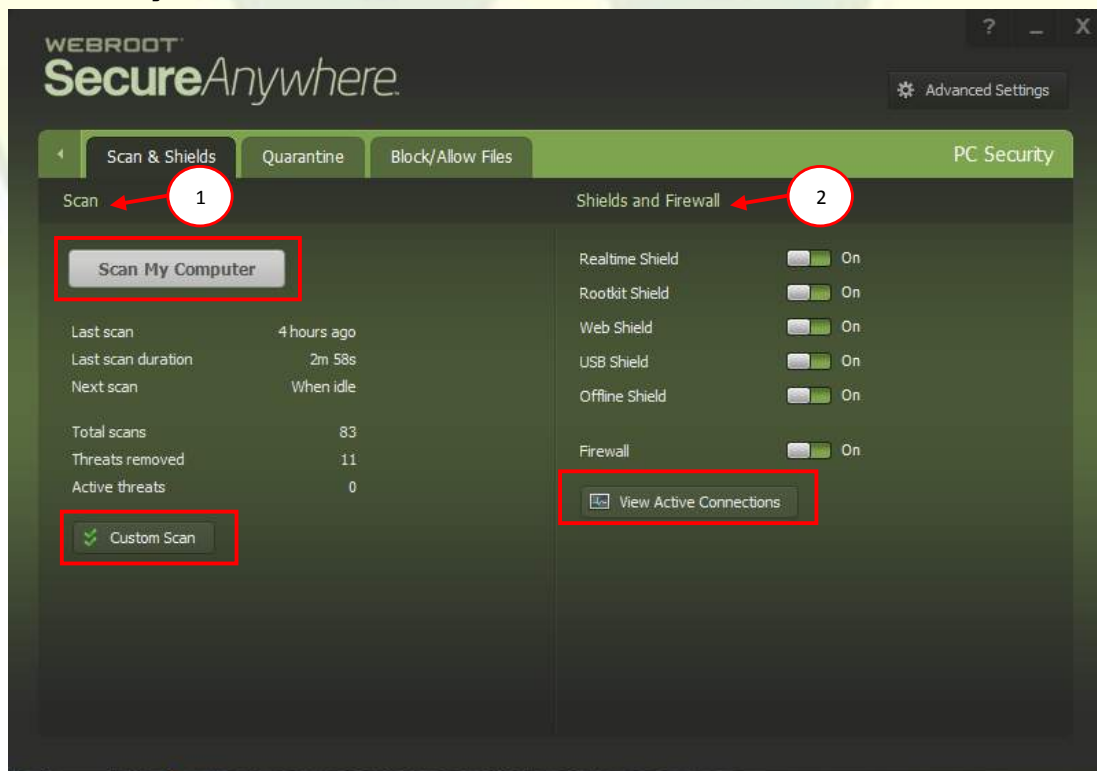 ? _ X
WEBROOT
SecureAnywhere.
Advanced Settings
Scan & Shields Quarantine Block/Allow Files PC Security
Scan 1
Shields and Firewall 2
Scan My Computer
Last scan 4 hours ago
Last scan duration 2m 58s
Next scan When idle
Total scans 83
Threats removed 11
Active threats 0
Custom Scan
Realtime Shield On
Rootkit Shield On
Web Shield On
USB Shield On
Offline Shield On
Firewall On
View Active Connections